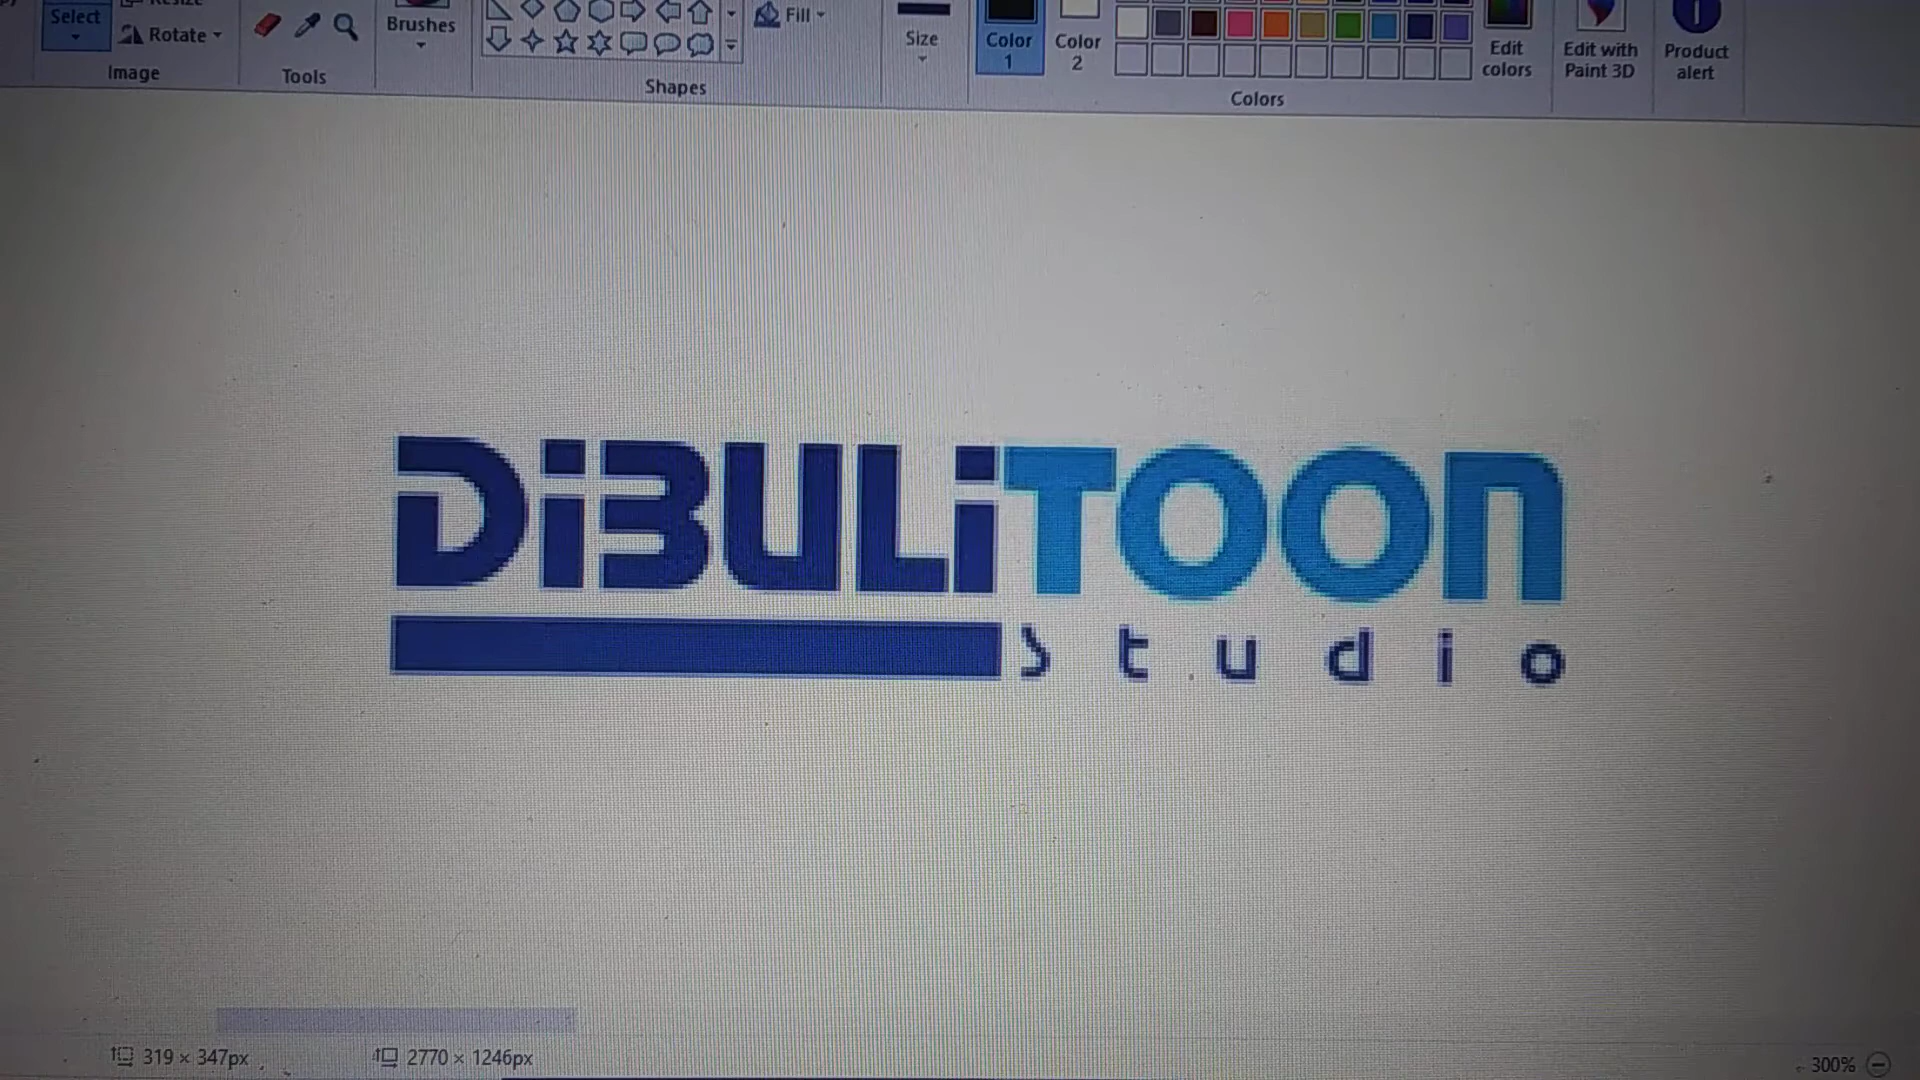 Select
Rotate
Image
Tools
Brushes
Shapes
Fill
Size
Color 1
Color 2
Colors
Edit colors
Edit with Paint 3D
Product alert
DiBULiTOOn
Studio
319 × 347px
2770 × 1246px
300%